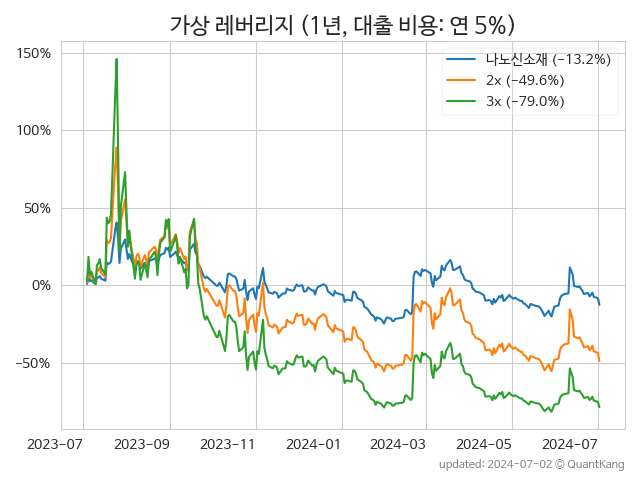 가상 레버리지 (1년, 대출 비용: 연 5%)
나노신소재 (−13.2%)
2x (−49.6%)
3x (−79.0%)
150%
100%
50%
0%
−50%
2023-07 2023-09 2023-11 2024-01 2024-03 2024-05 2024-07
updated: 2024-07-02 © QuantKang